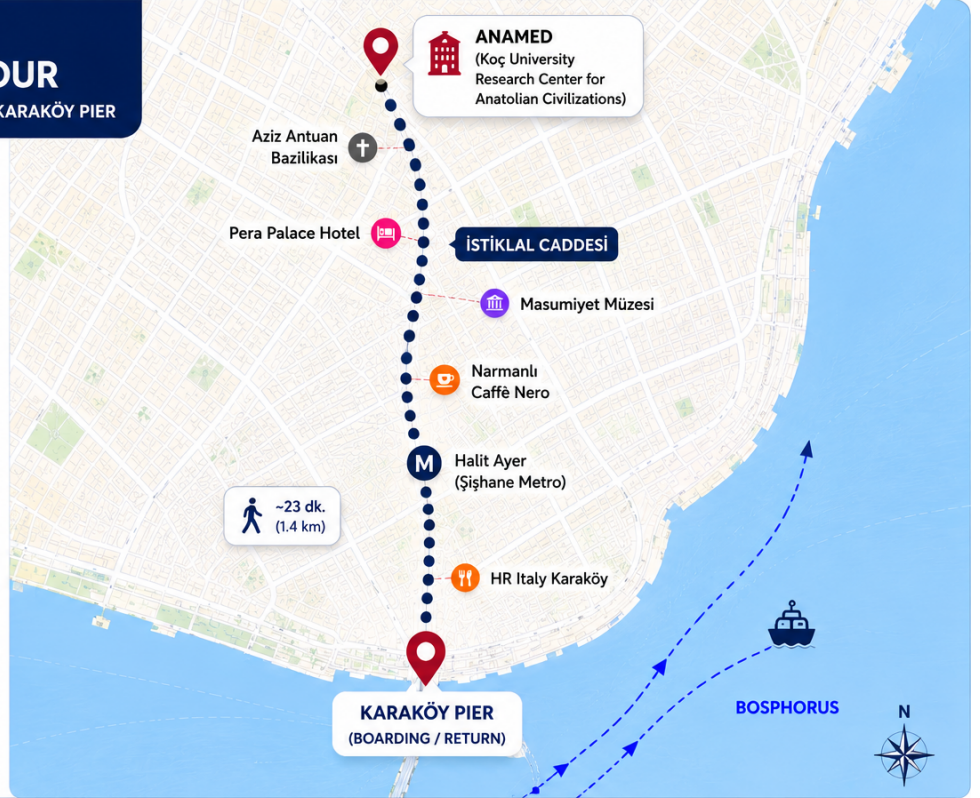 OUR
KARAKÖY PIER
ANAMED
(Koç University
Research Center for
Anatolian Civilizations)
Aziz Antuan
Bazilikası
Pera Palace Hotel
İSTİKLAL CADDESİ
Masumiyet Müzesi
Narmanlı
Caffè Nero
M
Halit Ayer
(Şişhane Metro)
~23 dk.
(1.4 km)
HR Italy Karaköy
KARAKÖY PIER
(BOARDING / RETURN)
BOSPHORUS
N